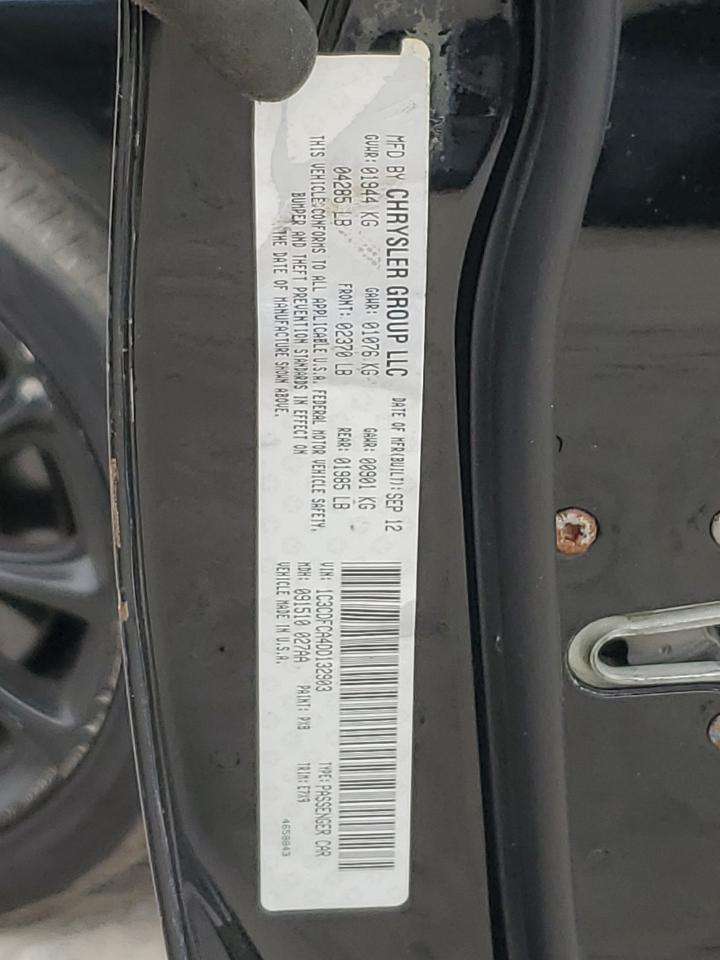 MFD BY CHRYSLER GROUP LLC DATE OF MFR(BUILT): SEP 12
GVWR: 01944 KG GAWR: 01076 KG GAWR: 00901 KG
04285 LB FRONT: 02370 LB REAR: 01985 LB
THIS VEHICLE CONFORMS TO ALL APPLICABLE U.S.A. FEDERAL MOTOR VEHICLE SAFETY,
BUMPER AND THEFT PREVENTION STANDARDS IN EFFECT ON
THE DATE OF MANUFACTURE SHOWN ABOVE.
VIN: 1C3CDFCA4DD132903 TYPE: PASSENGER CAR
MDH: 091510 027AA PAINT: PX8 TRIM: E7X9
VEHICLE MADE IN U.S.A. 4658843